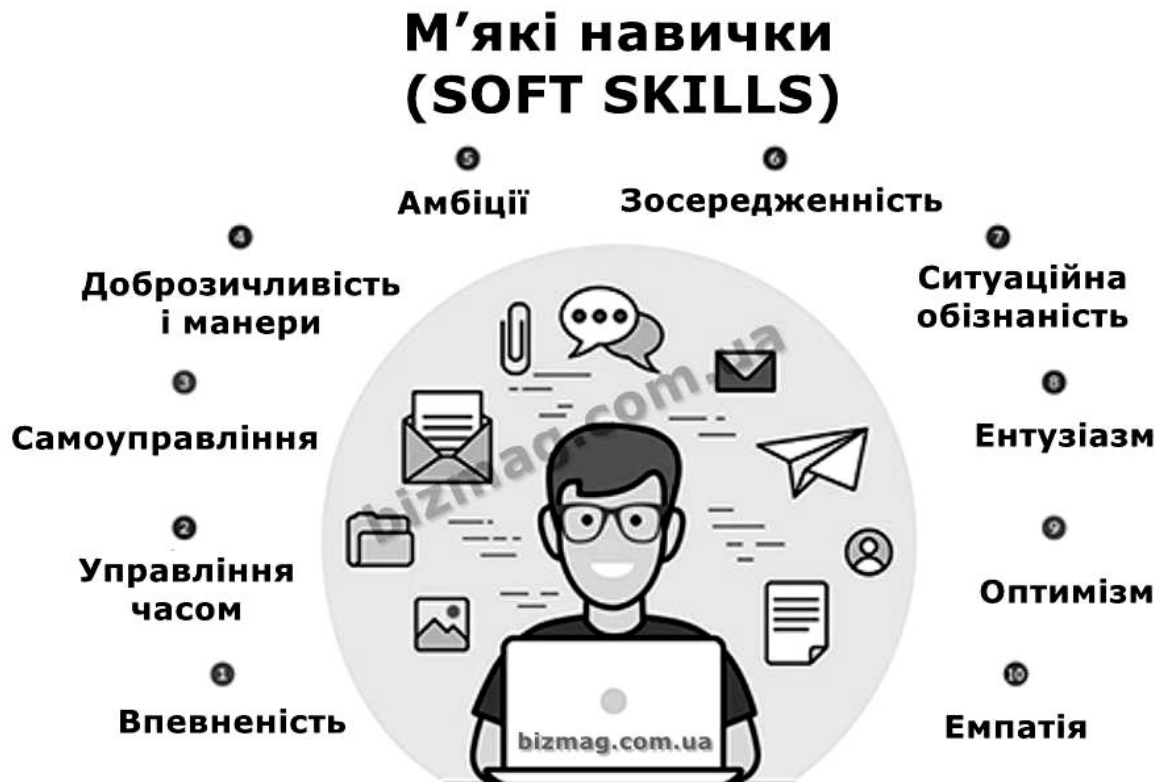 М’які навички
(SOFT SKILLS)
5
Амбіції
6
Зосередженність
4
Доброзичливість
і манери
7
Ситуаційна
обізнаність
3
Самоуправління
8
Ентузіазм
2
Управління
часом
9
Оптимізм
1
Впевненість
10
Емпатія
bizmag.com.ua
bizmag.com.ua